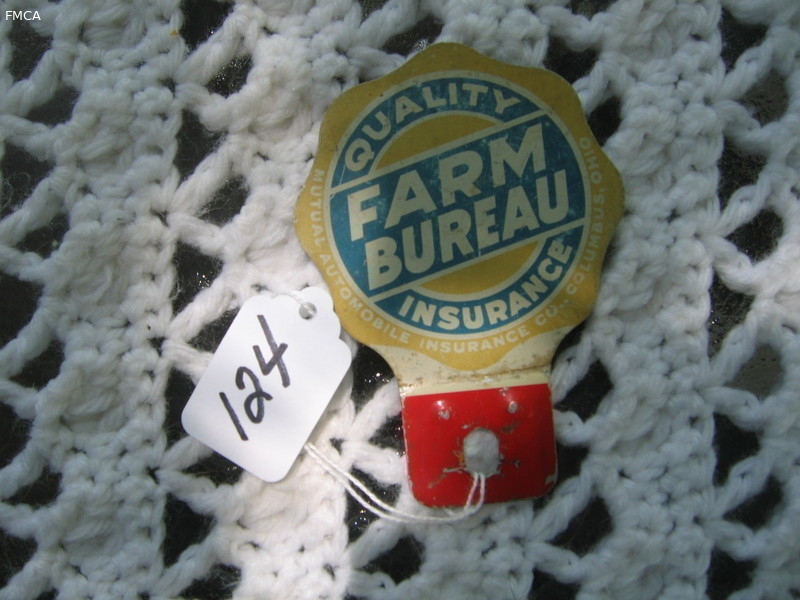 FMCA
QUALITY
FARM
BUREAU
INSURANCE
MUTUAL AUTOMOBILE INSURANCE CO., COLUMBUS, OHIO
124